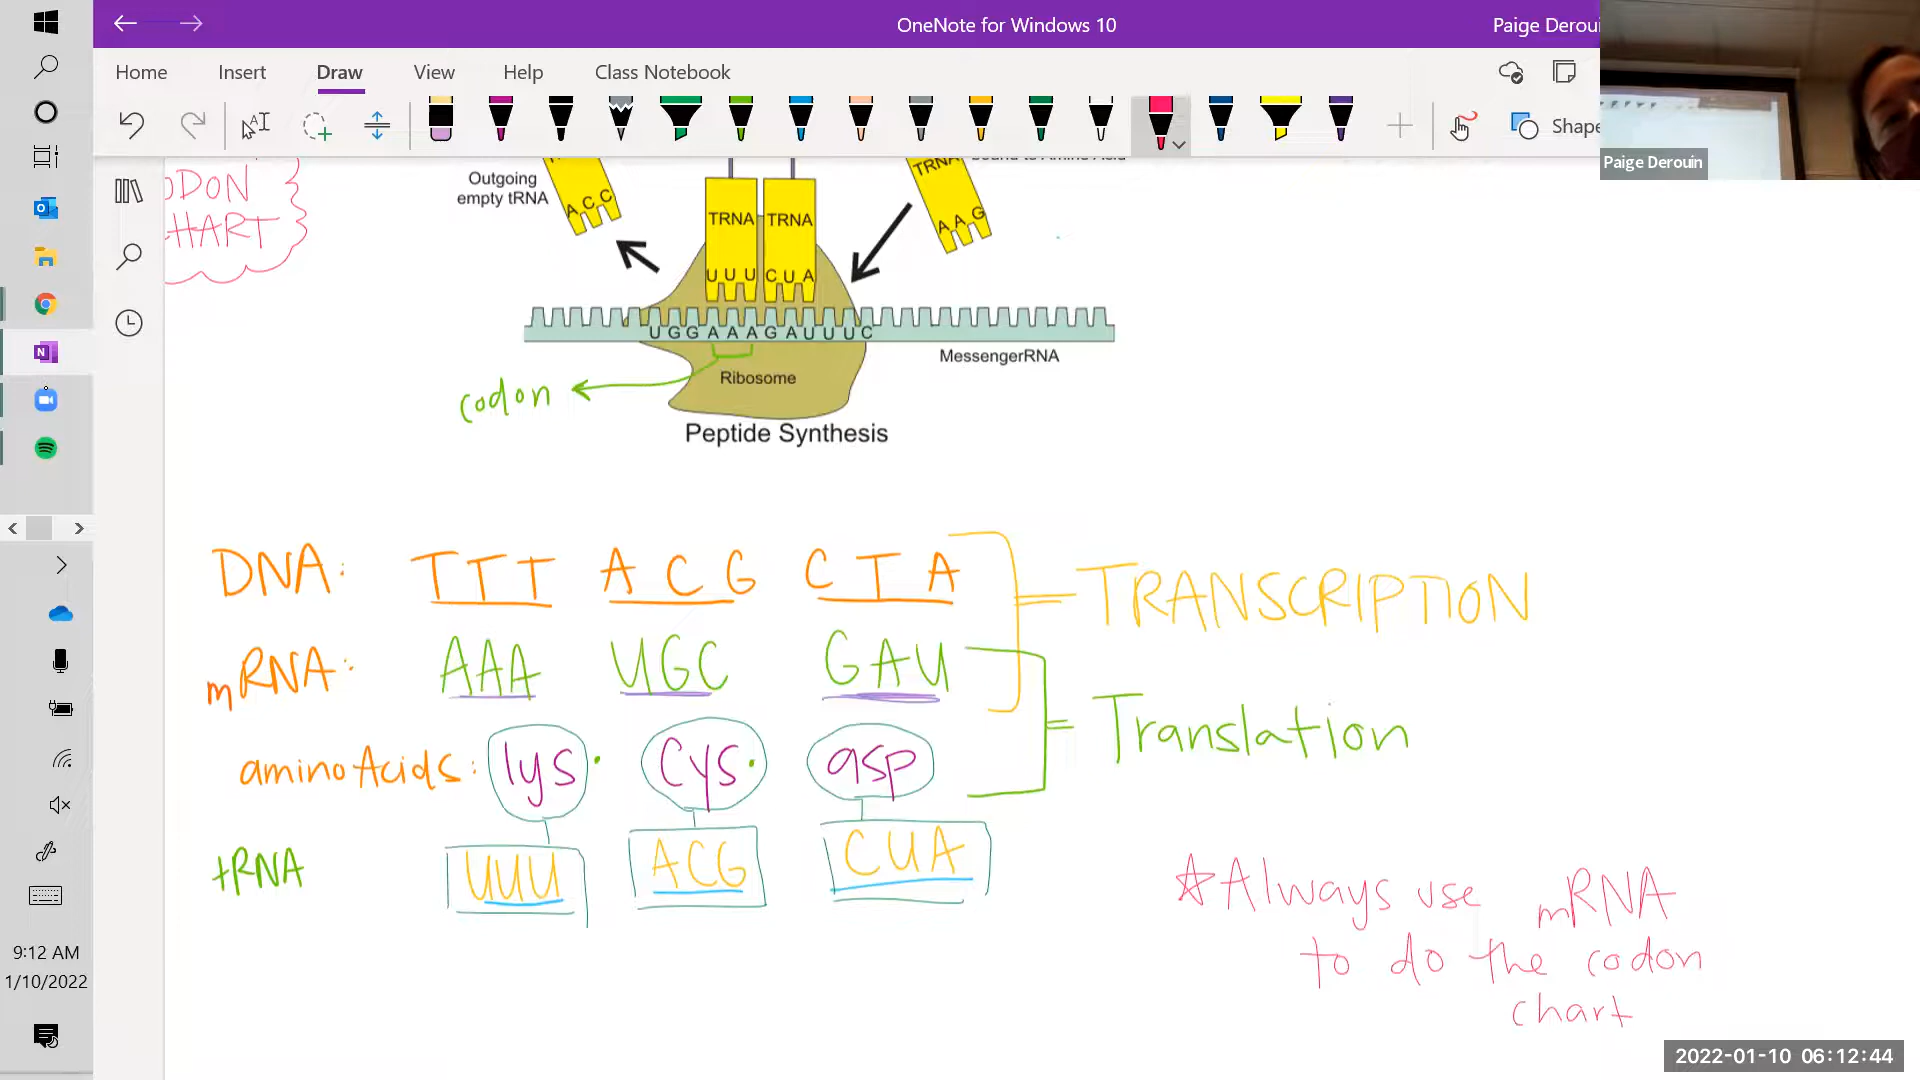 OneNote for Windows 10
Paige Deroui
Home Insert Draw View Help Class Notebook
Shape
Paige Derouin
ODON
HART
Outgoing
empty tRNA
A C C
TRNA TRNA
TRNA
A A G
U U U C U A
U G G A A A G A U U U C
MessengerRNA
codon
Ribosome
Peptide Synthesis
DNA: TTT ACG CTA
= TRANSCRIPTION
mRNA: AAA UGC GAU
= Translation
aminoAcids: lys cys asp
tRNA UUU ACG CUA
☆Always use mRNA
to do the codon
chart
9:12 AM
1/10/2022
2022-01-10 06:12:44